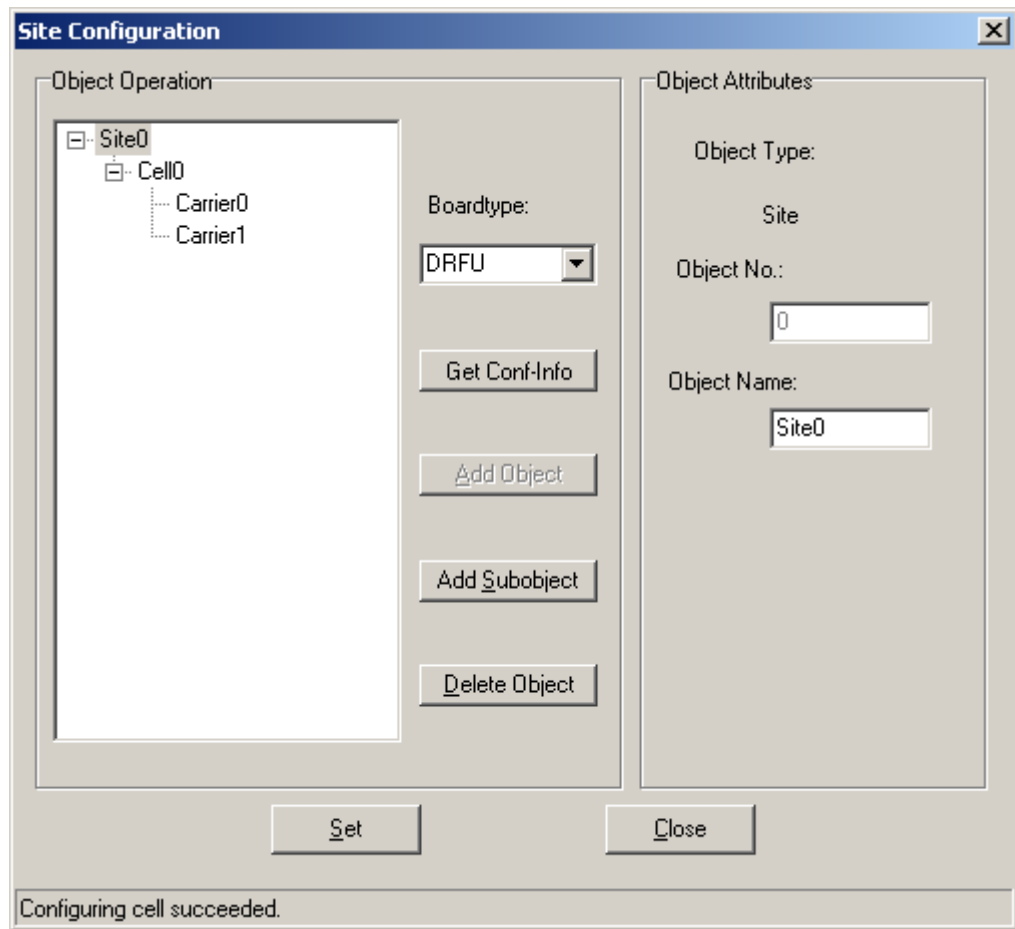 Site Configuration
Object Operation
Site0
Cell0
Carrier0
Carrier1
Boardtype:
DRFU
Get Conf-Info
Add Object
Add Subobject
Delete Object
Object Attributes
Object Type:
Site
Object No.:
0
Object Name:
Site0
Set
Close
Configuring cell succeeded.